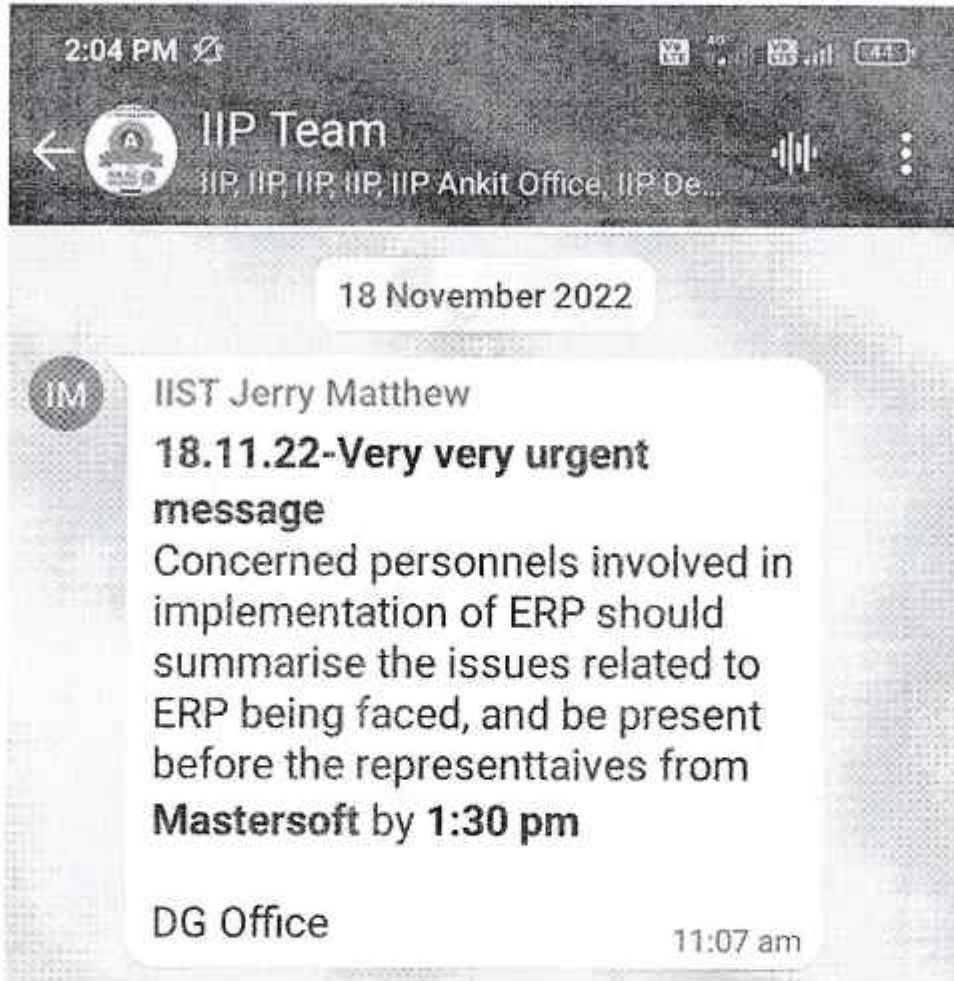 2:04 PM
44
IIP Team
IIP, IIP, IIP, IIP, IIP Ankit Office, IIP De...
18 November 2022
IM
IIST Jerry Matthew
18.11.22-Very very urgent
message
Concerned personnels involved in
implementation of ERP should
summarise the issues related to
ERP being faced, and be present
before the representtaives from
Mastersoft by 1:30 pm
DG Office
11:07 am